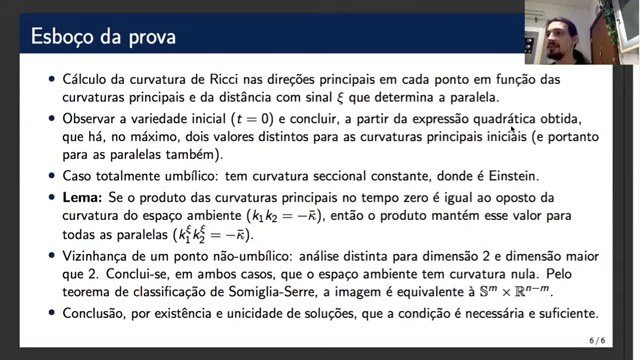 Esboço da prova
• Cálculo da curvatura de Ricci nas direções principais em cada ponto em função das
curvaturas principais e da distância com sinal ξ que determina a paralela.
• Observar a variedade inicial (t = 0) e concluir, a partir da expressão quadrática obtida,
que há, no máximo, dois valores distintos para as curvaturas principais iniciais (e portanto
para as paralelas também).
• Caso totalmente umbílico: tem curvatura seccional constante, donde é Einstein.
• Lema: Se o produto das curvaturas principais no tempo zero é igual ao oposto da
curvatura do espaço ambiente (k₁k₂ = −κ̄), então o produto mantém esse valor para
todas as paralelas (k₁^ξ k₂^ξ = −κ̄).
• Vizinhança de um ponto não-umbílico: análise distinta para dimensão 2 e dimensão maior
que 2. Conclui-se, em ambos casos, que o espaço ambiente tem curvatura nula. Pelo
teorema de classificação de Somiglia-Serre, a imagem é equivalente à 𝕊ᵐ × ℝⁿ⁻ᵐ.
• Conclusão, por existência e unicidade de soluções, que a condição é necessária e suficiente.
6 / 6